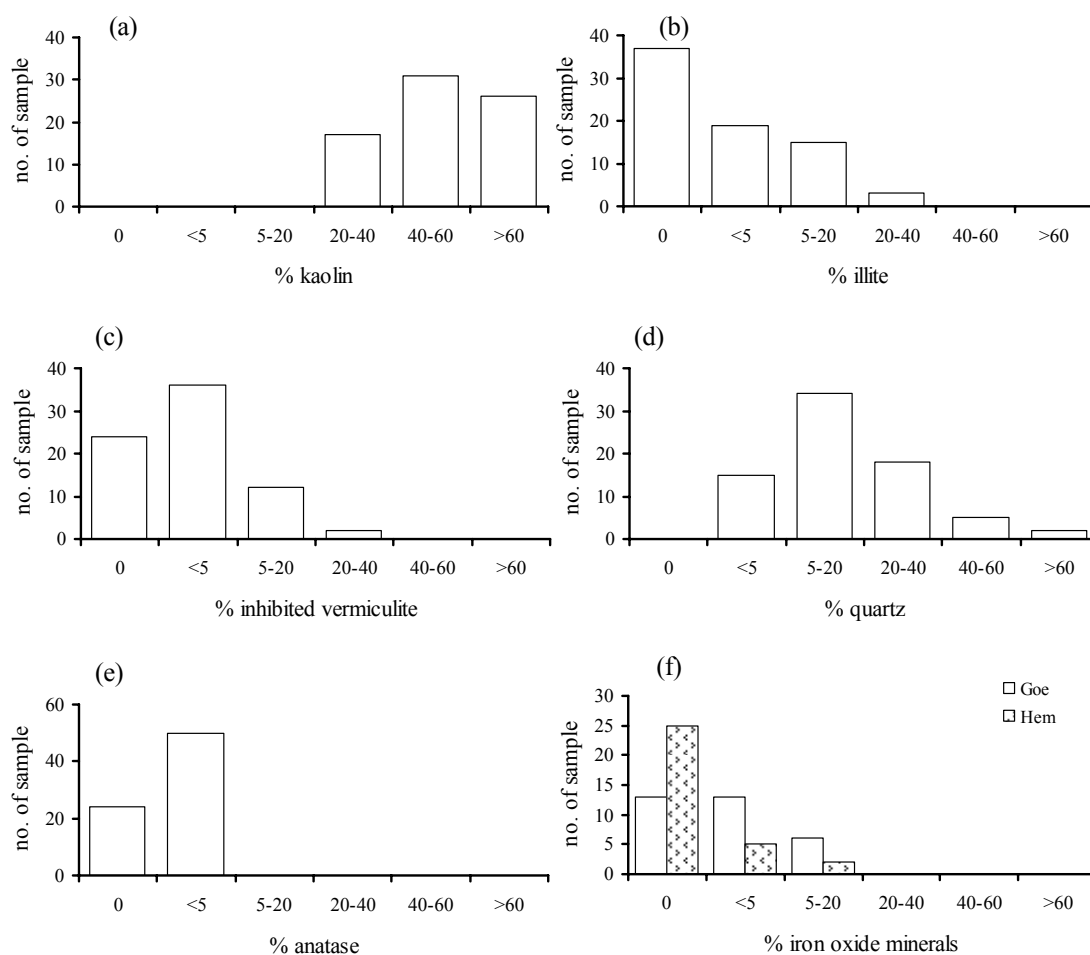 (a)
no. of sample
40
30
20
10
0
0 <5 5-20 20-40 40-60 >60
% kaolin
(b)
no. of sample
40
30
20
10
0
0 <5 5-20 20-40 40-60 >60
% illite
(c)
no. of sample
40
30
20
10
0
0 <5 5-20 20-40 40-60 >60
% inhibited vermiculite
(d)
no. of sample
40
30
20
10
0
0 <5 5-20 20-40 40-60 >60
% quartz
(e)
no. of sample
60
40
20
0
0 <5 5-20 20-40 40-60 >60
% anatase
(f)
no. of sample
30
25
20
15
10
5
0
Goe
Hem
0 <5 5-20 20-40 40-60 >60
% iron oxide minerals